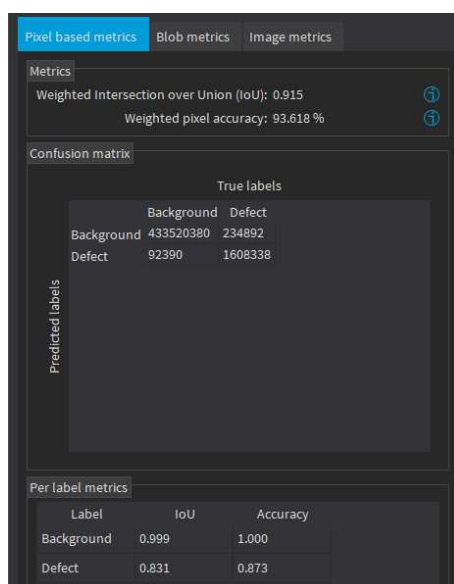 Pixel based metrics Blob metrics Image metrics
Metrics
Weighted Intersection over Union (IoU): 0.915
Weighted pixel accuracy: 93.618 %
Confusion matrix
True labels
Background Defect
Background 433520380 234892
Defect 92390 1608338
Predicted labels
Per label metrics
Label IoU Accuracy
Background 0.999 1.000
Defect 0.831 0.873